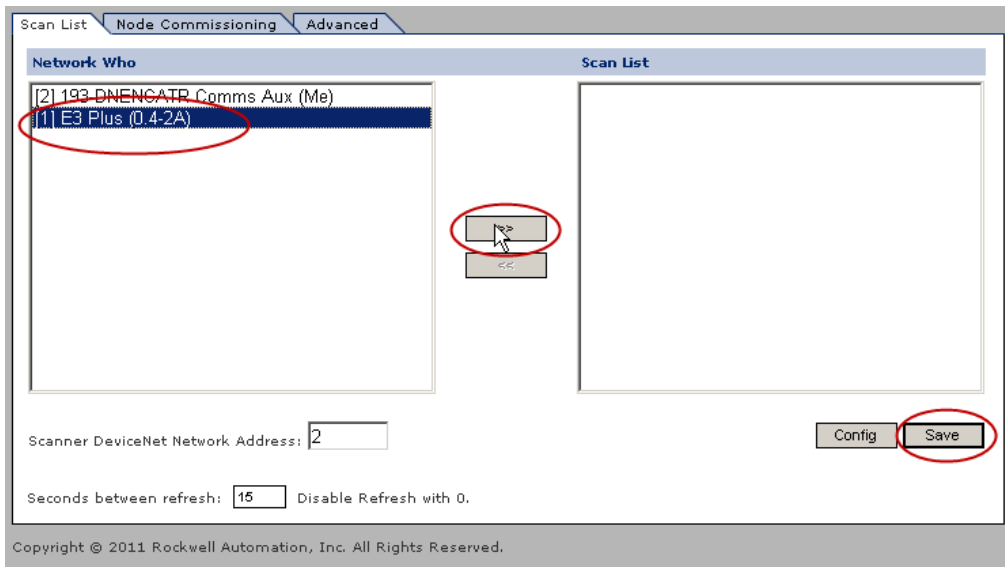 Scan List Node Commissioning Advanced
Network Who Scan List
[2] 193-DNENCATR Comms Aux (Me)
[1] E3 Plus (0.4-2A)
>>
<<
Scanner DeviceNet Network Address: 2
Config Save
Seconds between refresh: 15 Disable Refresh with 0.
Copyright © 2011 Rockwell Automation, Inc. All Rights Reserved.